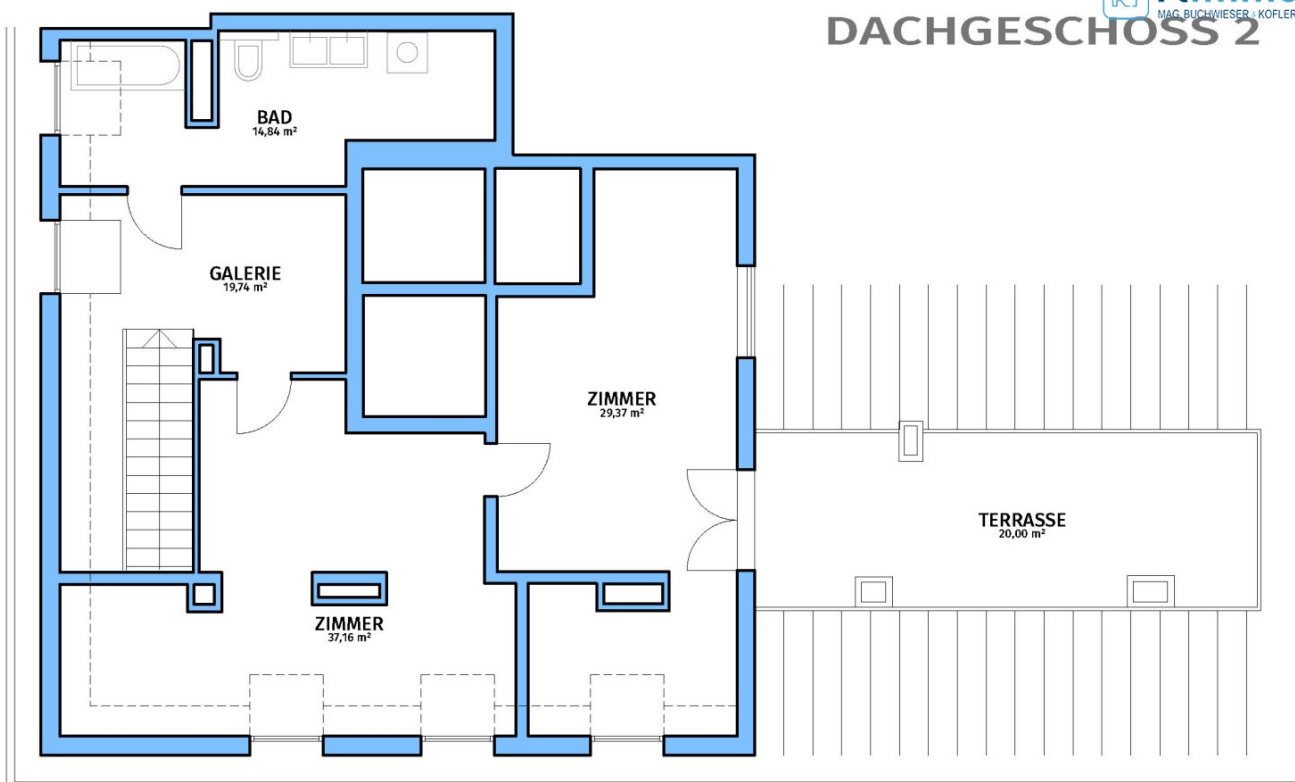 MAG. BUCHWIESER & KOFLER
DACHGESCHOSS 2
BAD
14,84 m²
GALERIE
19,74 m²
ZIMMER
29,37 m²
TERRASSE
20,00 m²
ZIMMER
37,16 m²